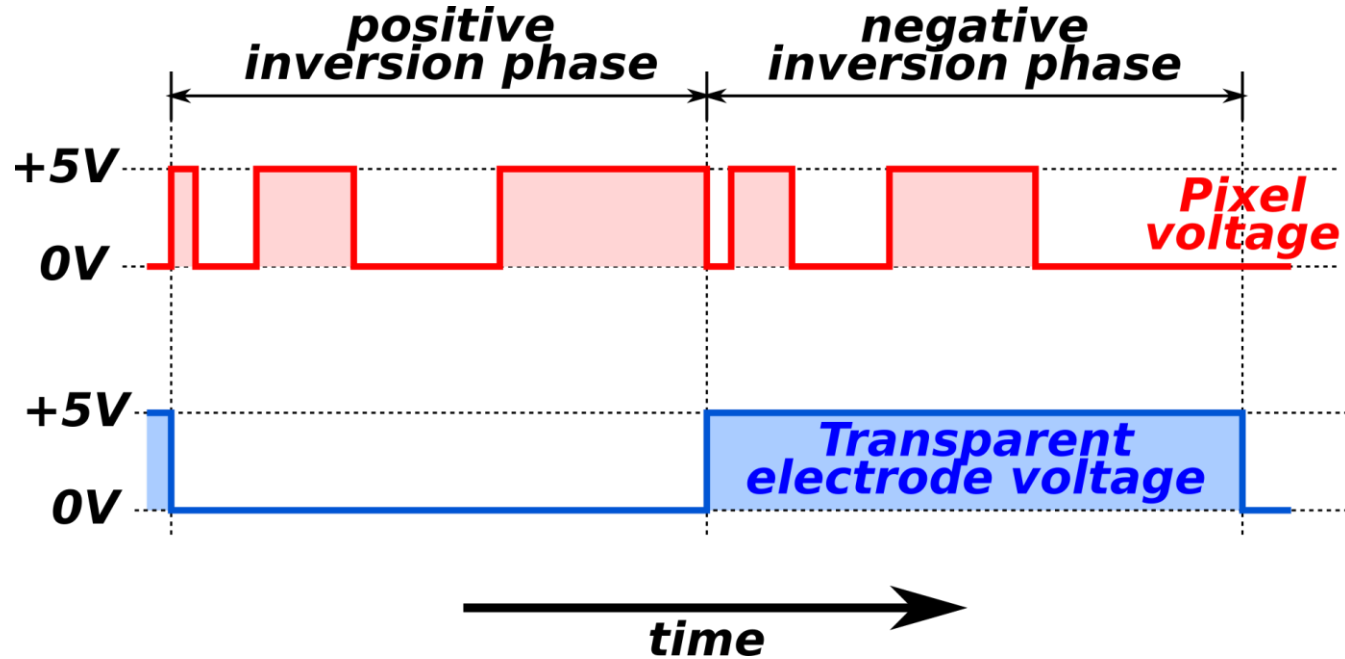 positive
inversion phase
negative
inversion phase
+5V
0V
Pixel
voltage
+5V
0V
Transparent
electrode voltage
time